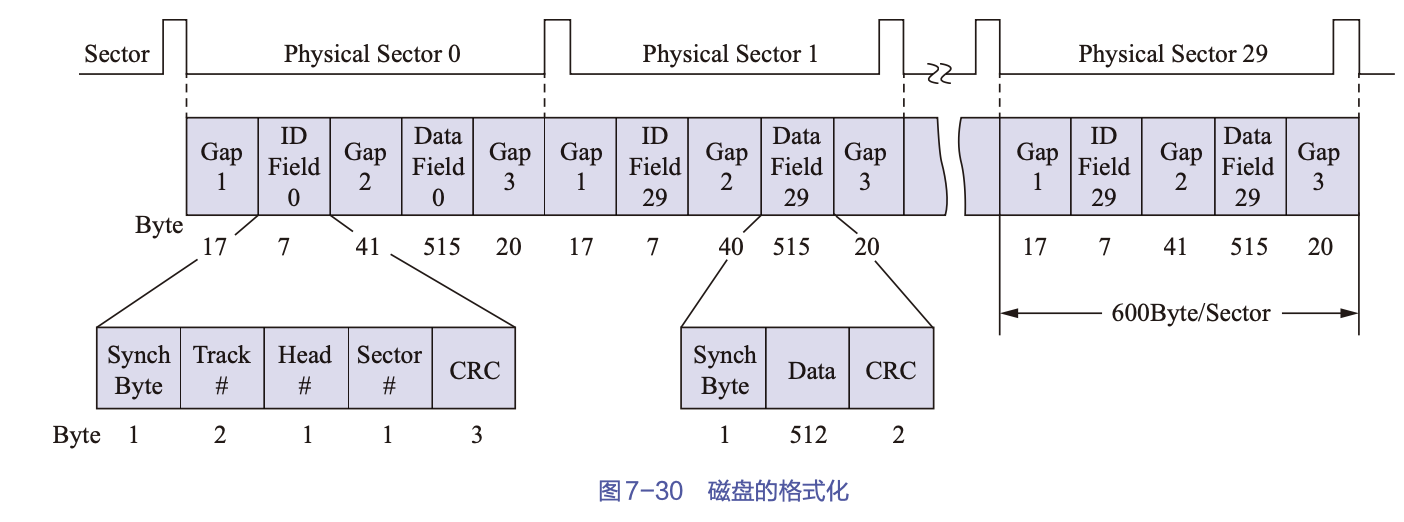 Sector Physical Sector 0 Physical Sector 1 Physical Sector 29
Gap 1
ID Field 0
Gap 2
Data Field 0
Gap 3
Gap 1
ID Field 29
Gap 2
Data Field 29
Gap 3
Gap 1
ID Field 29
Gap 2
Data Field 29
Gap 3
Byte
17 7 41 515 20 17 7 40 515 20 17 7 41 515 20
600Byte/Sector
Synch Byte
Track #
Head #
Sector #
CRC
Synch Byte
Data
CRC
Byte 1 2 1 1 3 1 512 2
图7-30 磁盘的格式化